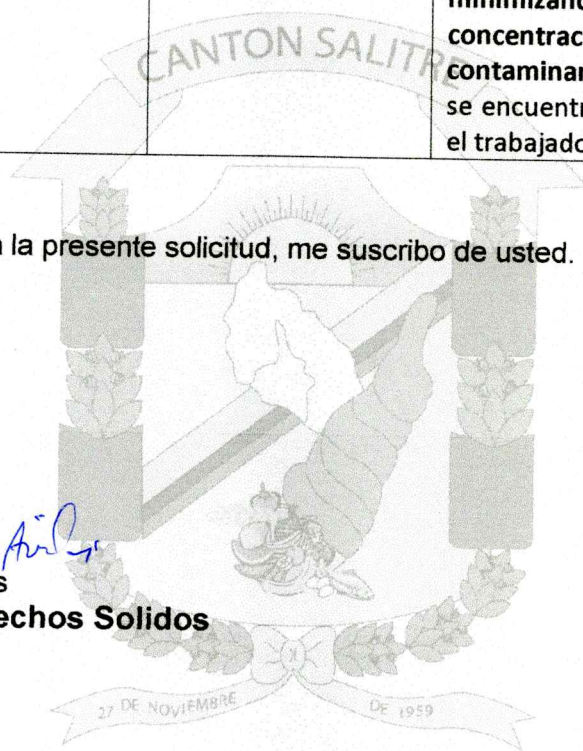 CANTON SALITRE
concentrac
contaminar
se encuentr
el trabajado
a la presente solicitud, me suscribo de usted.
s
echos Solidos
27 DE NOVIEMBRE DE 1959